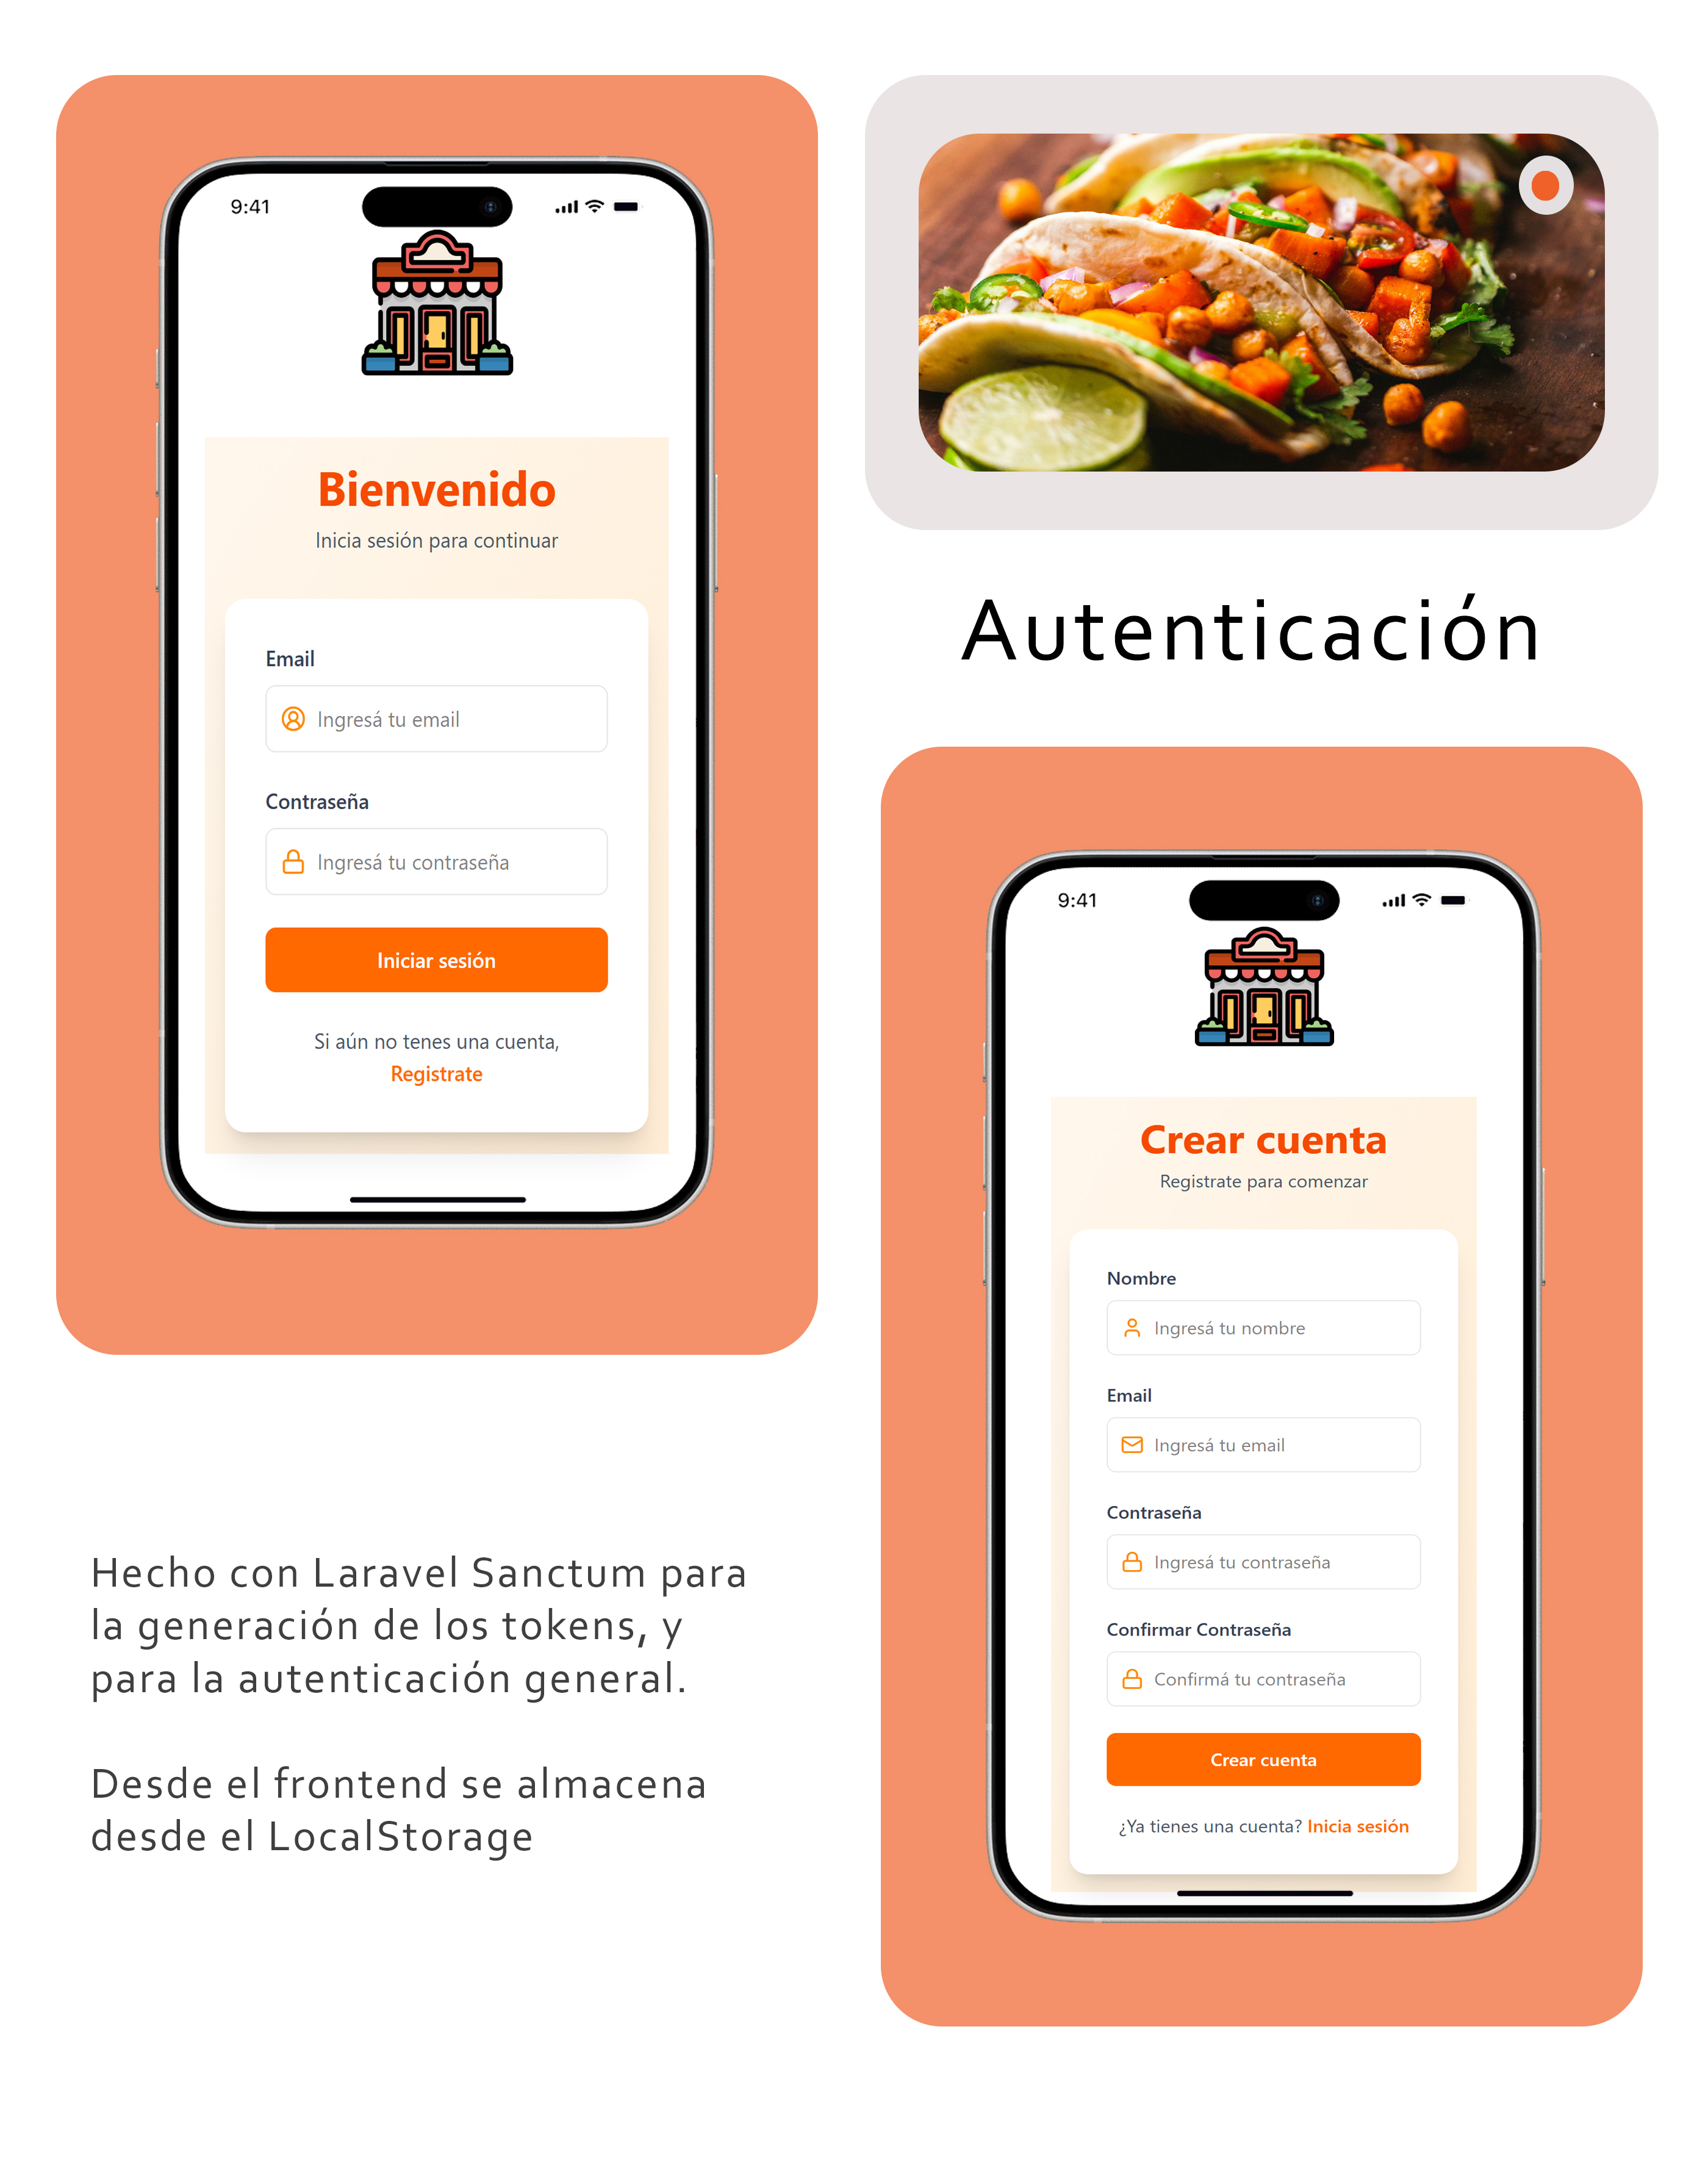 9:41
Bienvenido
Inicia sesión para continuar
Email
Ingresá tu email
Contraseña
Ingresá tu contraseña
Iniciar sesión
Si aún no tenes una cuenta,
Registrate
Autenticación
9:41
Crear cuenta
Registrate para comenzar
Nombre
Ingresá tu nombre
Email
Ingresá tu email
Contraseña
Ingresá tu contraseña
Confirmar Contraseña
Confirmá tu contraseña
Crear cuenta
¿Ya tienes una cuenta? Inicia sesión
Hecho con Laravel Sanctum para
la generación de los tokens, y
para la autenticación general.
Desde el frontend se almacena
desde el LocalStorage